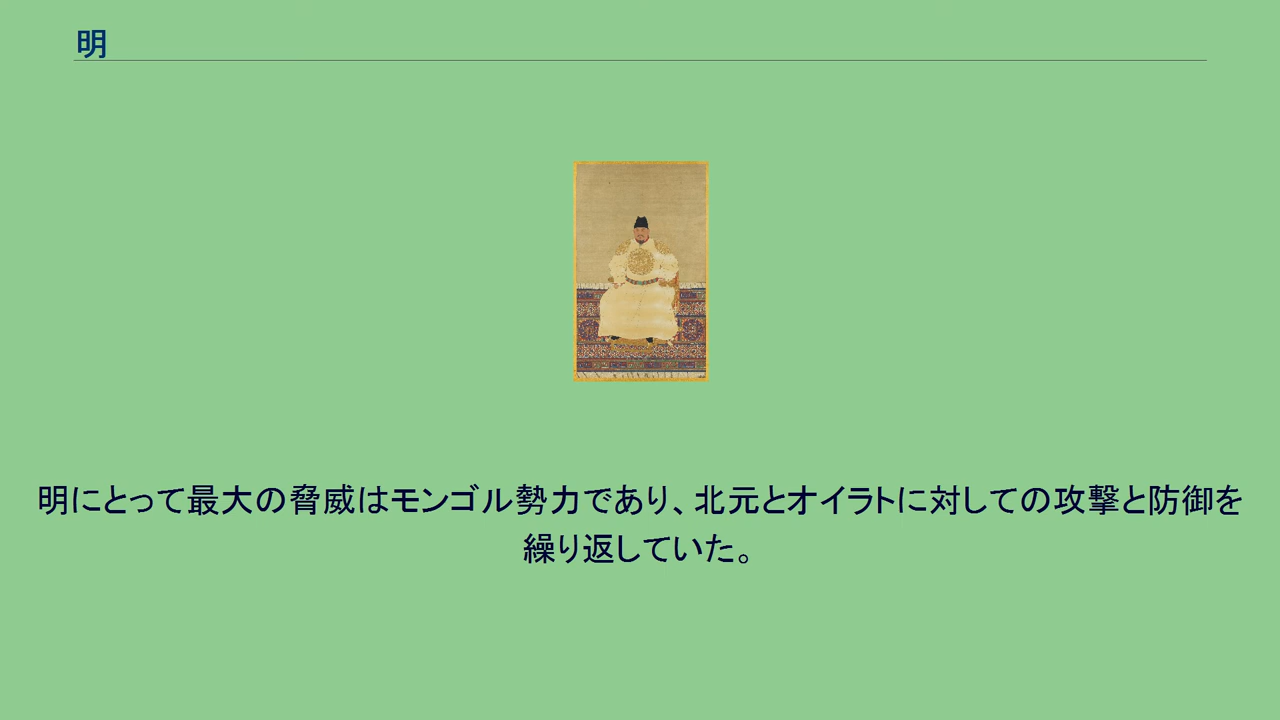 明
明にとって最大の脅威はモンゴル勢力であり、北元とオイラトに対しての攻撃と防御を
繰り返していた。